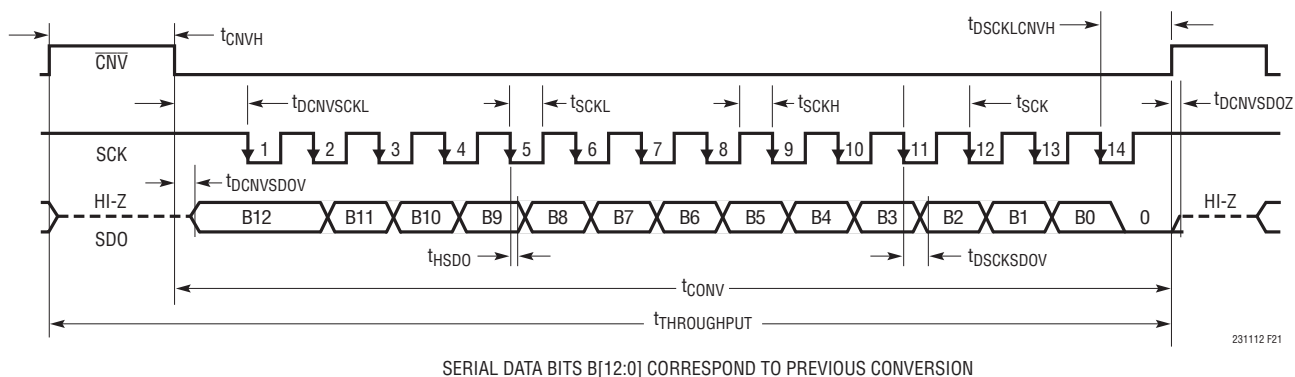 tCNVH
tDSCKLCNVH
CNV
tDCNVSCKL
tSCKL
tSCKH
tSCK
tDCNVSDOZ
SCK
1 2 3 4 5 6 7 8 9 10 11 12 13 14
tDCNVSDOV
HI-Z
SDO
B12 B11 B10 B9 B8 B7 B6 B5 B4 B3 B2 B1 B0 0
HI-Z
tHSDO
tDSCKSDOV
tCONV
tTHROUGHPUT
231112 F21
SERIAL DATA BITS B[12:0] CORRESPOND TO PREVIOUS CONVERSION